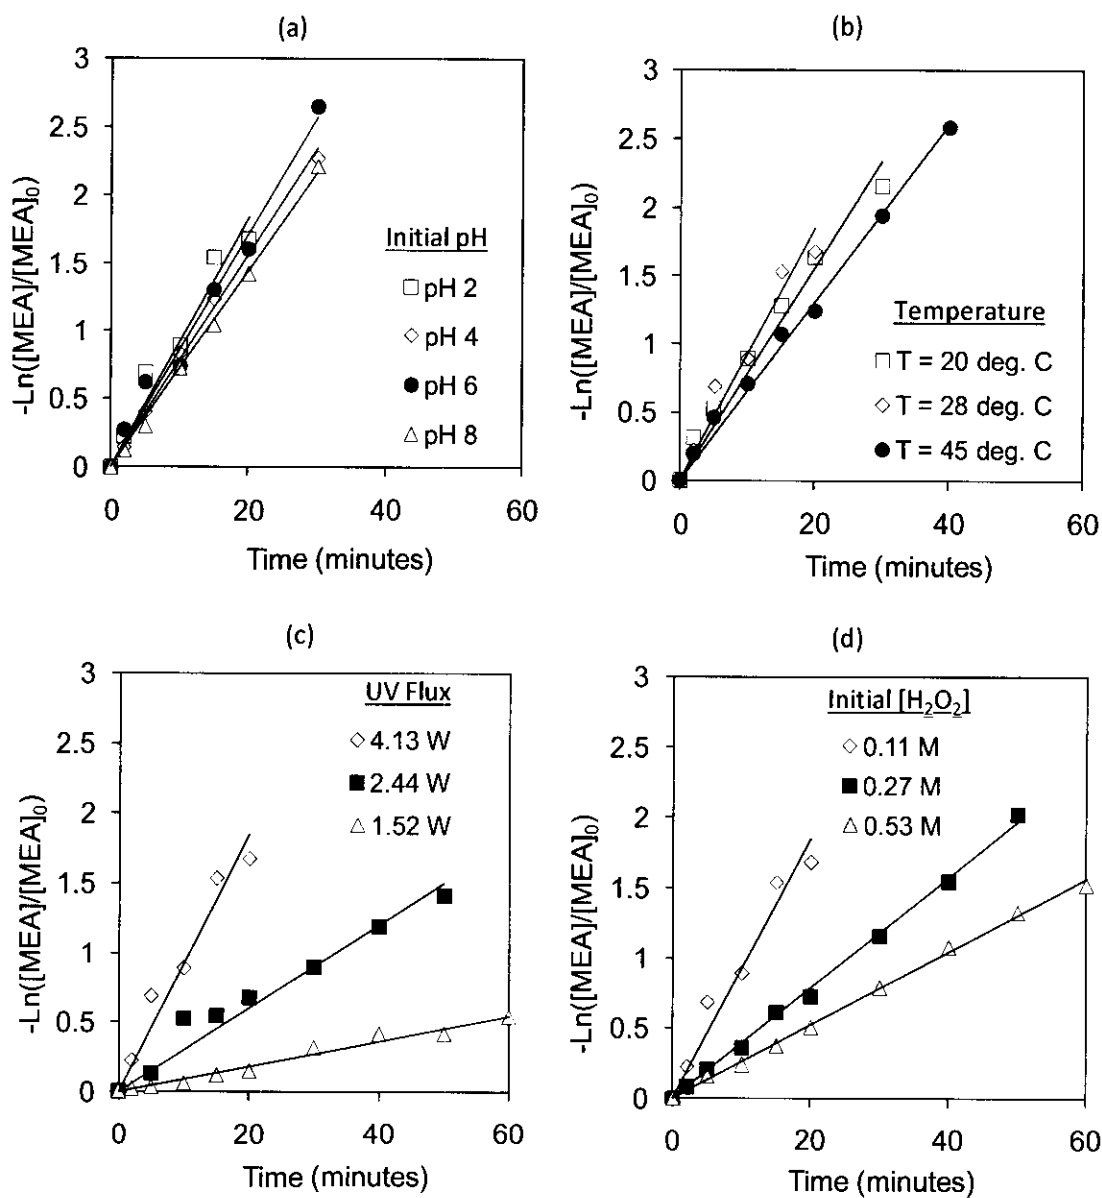 (a)
3
2.5
2
1.5
1
0.5
0
0
20
40
60
-Ln([MEA]/[MEA]₀)
Time (minutes)
Initial pH
pH 2
pH 4
pH 6
pH 8
(b)
3
2.5
2
1.5
1
0.5
0
0
20
40
60
-Ln([MEA]/[MEA]₀)
Time (minutes)
Temperature
T = 20 deg. C
T = 28 deg. C
T = 45 deg. C
(c)
3
2.5
2
1.5
1
0.5
0
0
20
40
60
-Ln([MEA]/[MEA]₀)
Time (minutes)
UV Flux
4.13 W
2.44 W
1.52 W
(d)
3
2.5
2
1.5
1
0.5
0
0
20
40
60
-Ln([MEA]/[MEA]₀)
Time (minutes)
Initial [H₂O₂]
0.11 M
0.27 M
0.53 M